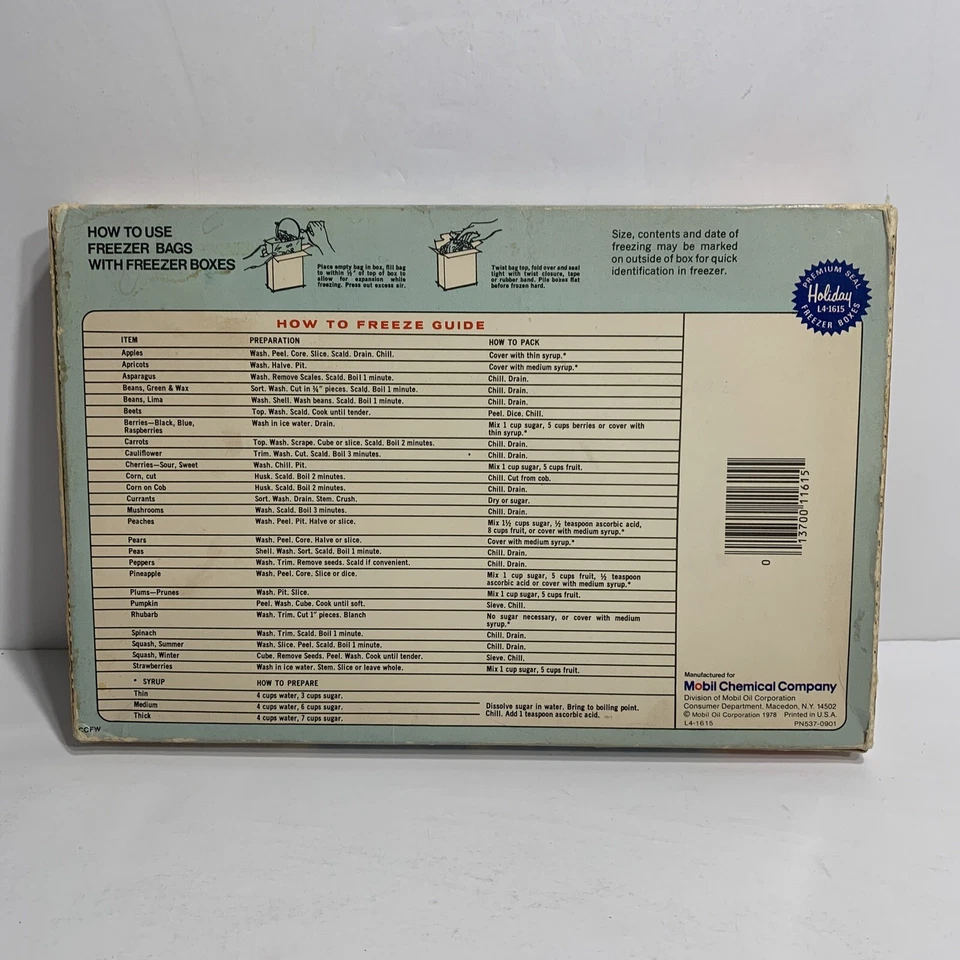 HOW TO USE
FREEZER BAGS
WITH FREEZER BOXES
Place empty bag in box, fill bag
to within ½" of top of box to
allow for expansion while
freezing. Press out excess air.
Twist bag top, fold over and seal
tight with twist closure, tape
or rubber band. Pile boxes flat
before frozen hard.
Size, contents and date of
freezing may be marked
on outside of box for quick
identification in freezer.
PREMIUM SEAL
Holiday
L4-1615
FREEZER BOXES
HOW TO FREEZE GUIDE
ITEM PREPARATION HOW TO PACK
Apples Wash. Peel. Core. Slice. Scald. Drain. Chill. Cover with thin syrup.*
Apricots Wash. Halve. Pit. Cover with medium syrup.*
Asparagus Wash. Remove Scales. Scald. Boil 1 minute. Chill. Drain.
Beans, Green & Wax Sort. Wash. Cut in ¾" pieces. Scald. Boil 1 minute. Chill. Drain.
Beans, Lima Wash. Shell. Wash beans. Scald. Boil 1 minute. Chill. Drain.
Beets Top. Wash. Scald. Cook until tender. Peel. Dice. Chill.
Berries—Black, Blue, Wash in ice water. Drain. Mix 1 cup sugar, 5 cups berries or cover with
Raspberries thin syrup.*
Carrots Top. Wash. Scrape. Cube or slice. Scald. Boil 2 minutes. Chill. Drain.
Cauliflower Trim. Wash. Cut. Scald. Boil 3 minutes. Chill. Drain.
Cherries—Sour, Sweet Wash. Chill. Pit. Mix 1 cup sugar, 5 cups fruit.
Corn, cut Husk. Scald. Boil 2 minutes. Chill. Cut from cob.
Corn on Cob Husk. Scald. Boil 2 minutes. Chill. Drain.
Currants Sort. Wash. Drain. Stem. Crush. Dry or sugar.
Mushrooms Wash. Scald. Boil 3 minutes. Chill. Drain.
Peaches Wash. Peel. Pit. Halve or slice. Mix 1½ cups sugar, ½ teaspoon ascorbic acid,
8 cups fruit, or cover with medium syrup.*
Pears Wash. Peel. Core. Halve or slice. Cover with medium syrup.*
Peas Shell. Wash. Sort. Scald. Boil 1 minute. Chill. Drain.
Peppers Wash. Trim. Remove seeds. Scald if convenient. Chill. Drain.
Pineapple Wash. Peel. Core. Slice or dice. Mix 1 cup sugar, 5 cups fruit, ½ teaspoon
ascorbic acid or cover with medium syrup.*
Plums—Prunes Wash. Pit. Slice. Mix 1 cup sugar, 5 cups fruit.
Pumpkin Peel. Wash. Cube. Cook until soft. Sieve. Chill.
Rhubarb Wash. Trim. Cut 1" pieces. Blanch No sugar necessary, or cover with medium
syrup.*
Spinach Wash. Trim. Scald. Boil 1 minute. Chill. Drain.
Squash, Summer Wash. Slice. Peel. Scald. Boil 1 minute. Chill. Drain.
Squash, Winter Cube. Remove Seeds. Peel. Wash. Cook until tender. Sieve. Chill.
Strawberries Wash in ice water. Stem. Slice or leave whole. Mix 1 cup sugar, 5 cups fruit.
* SYRUP HOW TO PREPARE
Thin 4 cups water, 3 cups sugar.
Medium 4 cups water, 6 cups sugar. Dissolve sugar in water. Bring to boiling point.
Thick 4 cups water, 7 cups sugar. Chill. Add 1 teaspoon ascorbic acid.
0 13700 11615
Manufactured for
Mobil Chemical Company
Division of Mobil Oil Corporation
Consumer Department, Macedon, N.Y. 14502
© Mobil Oil Corporation 1978 Printed in U.S.A.
L4-1615 PN537-0901
CCFW